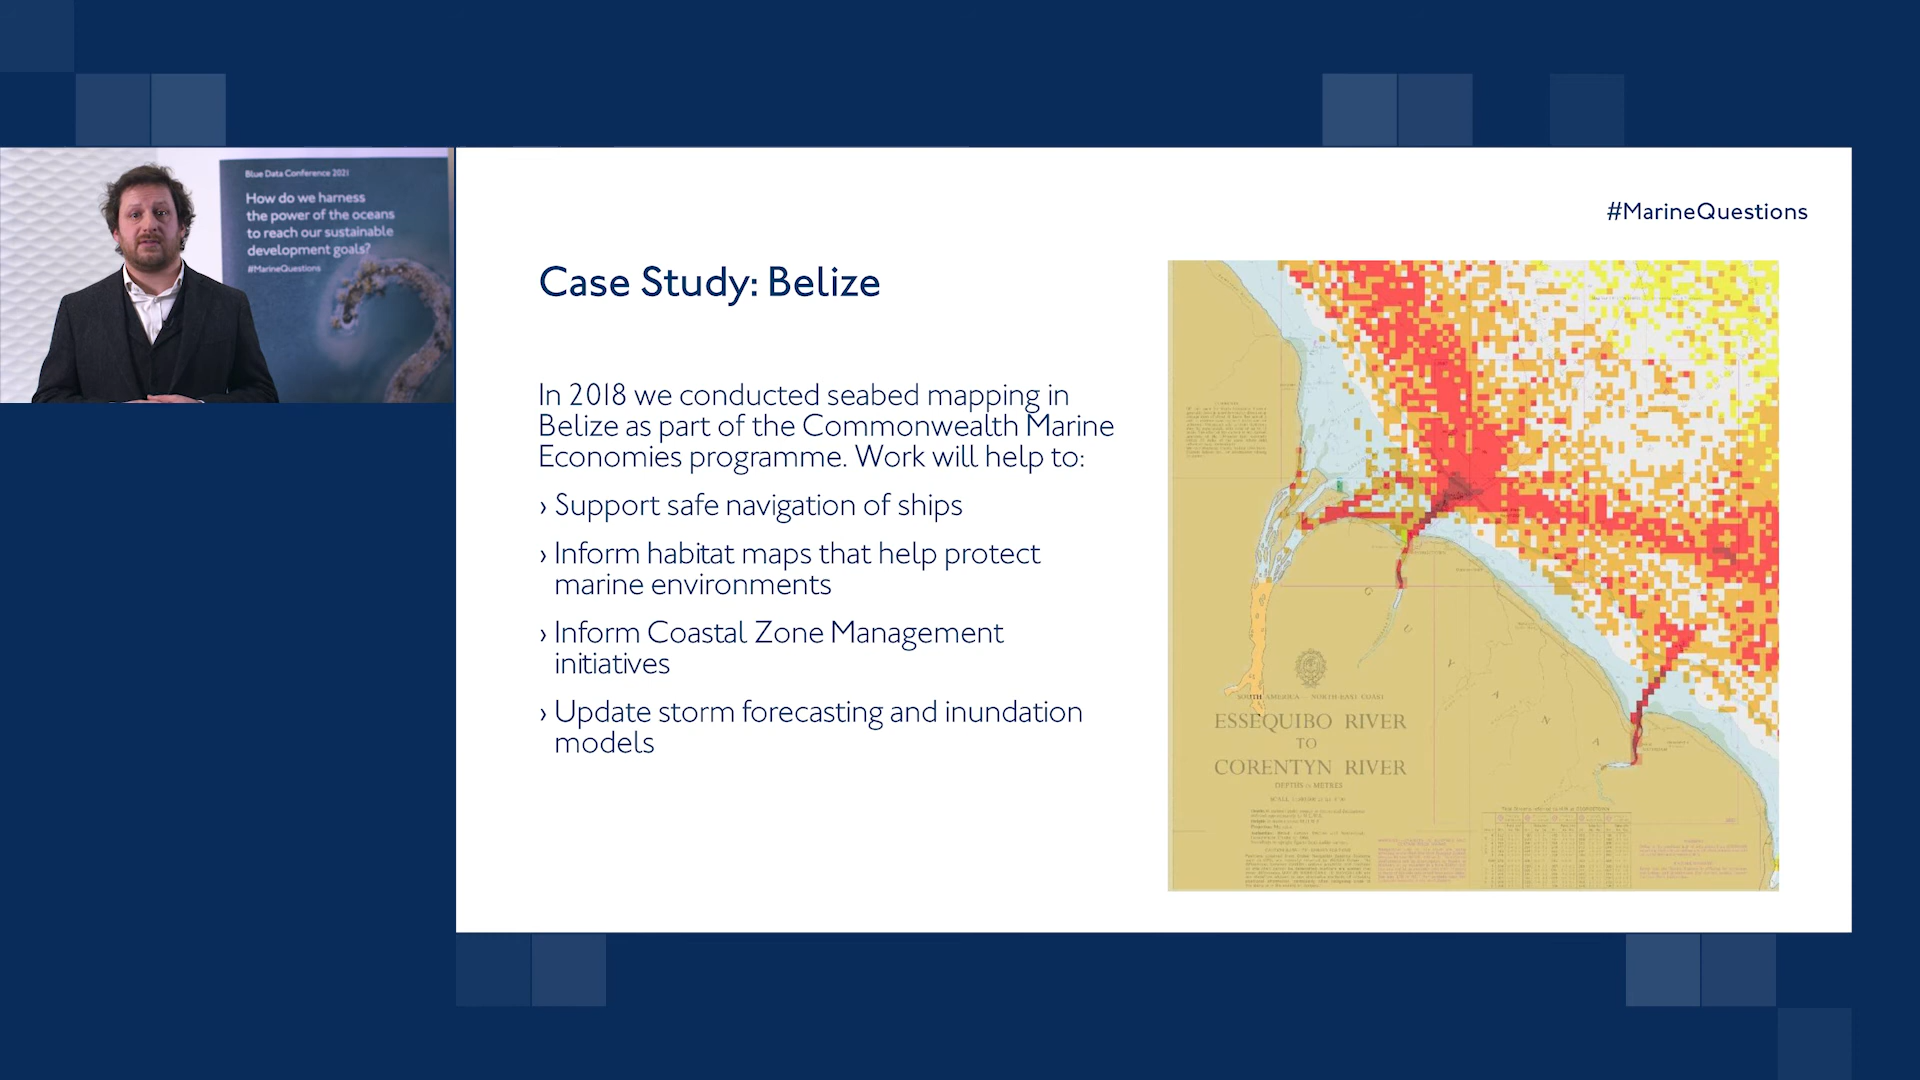 Blue Data Conference 2021
How do we harness
the power of the oceans
to reach our sustainable
development goals?
#MarineQuestions
#MarineQuestions
Case Study: Belize
In 2018 we conducted seabed mapping in
Belize as part of the Commonwealth Marine
Economies programme. Work will help to:
› Support safe navigation of ships
› Inform habitat maps that help protect
marine environments
› Inform Coastal Zone Management
initiatives
› Update storm forecasting and inundation
models
G U Y A N A
SOUTH AMERICA – NORTH-EAST COAST
ESSEQUIBO RIVER
TO
CORENTYN RIVER
DEPTHS IN METRES